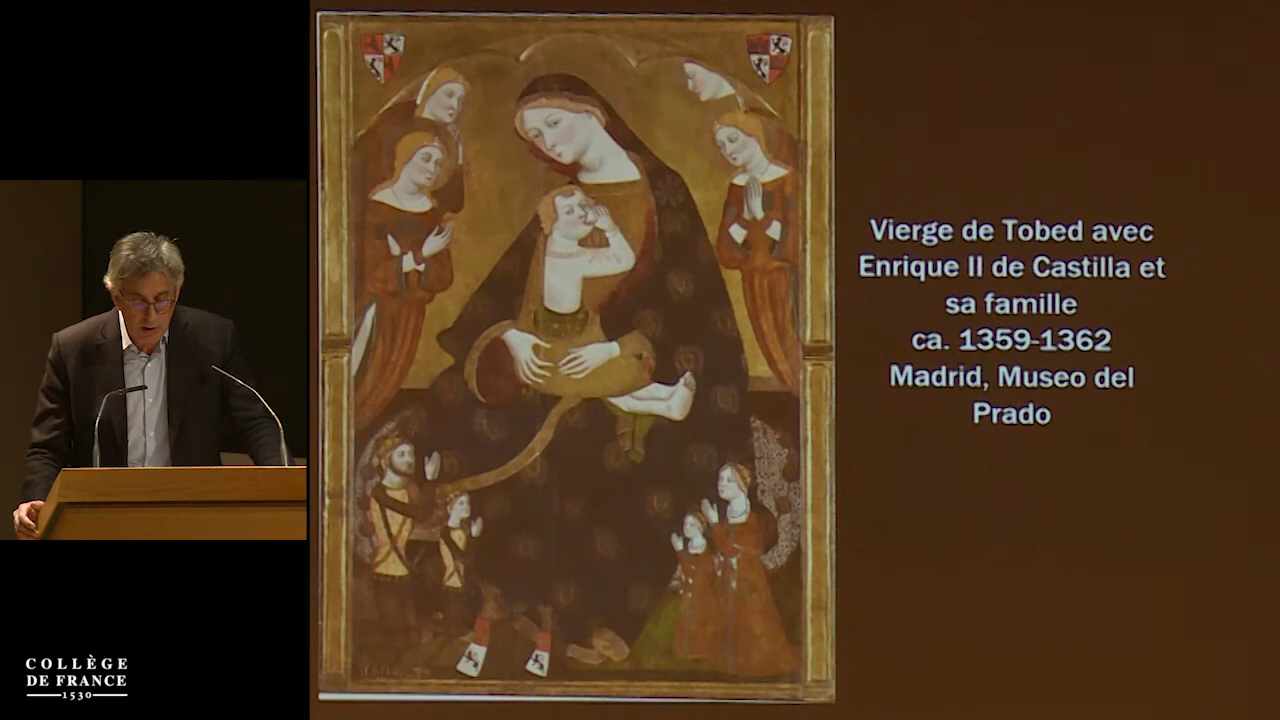 Vierge de Tobed avec
Enrique II de Castilla et
sa famille
ca. 1359-1362
Madrid, Museo del
Prado
COLLÈGE
DE FRANCE
1530